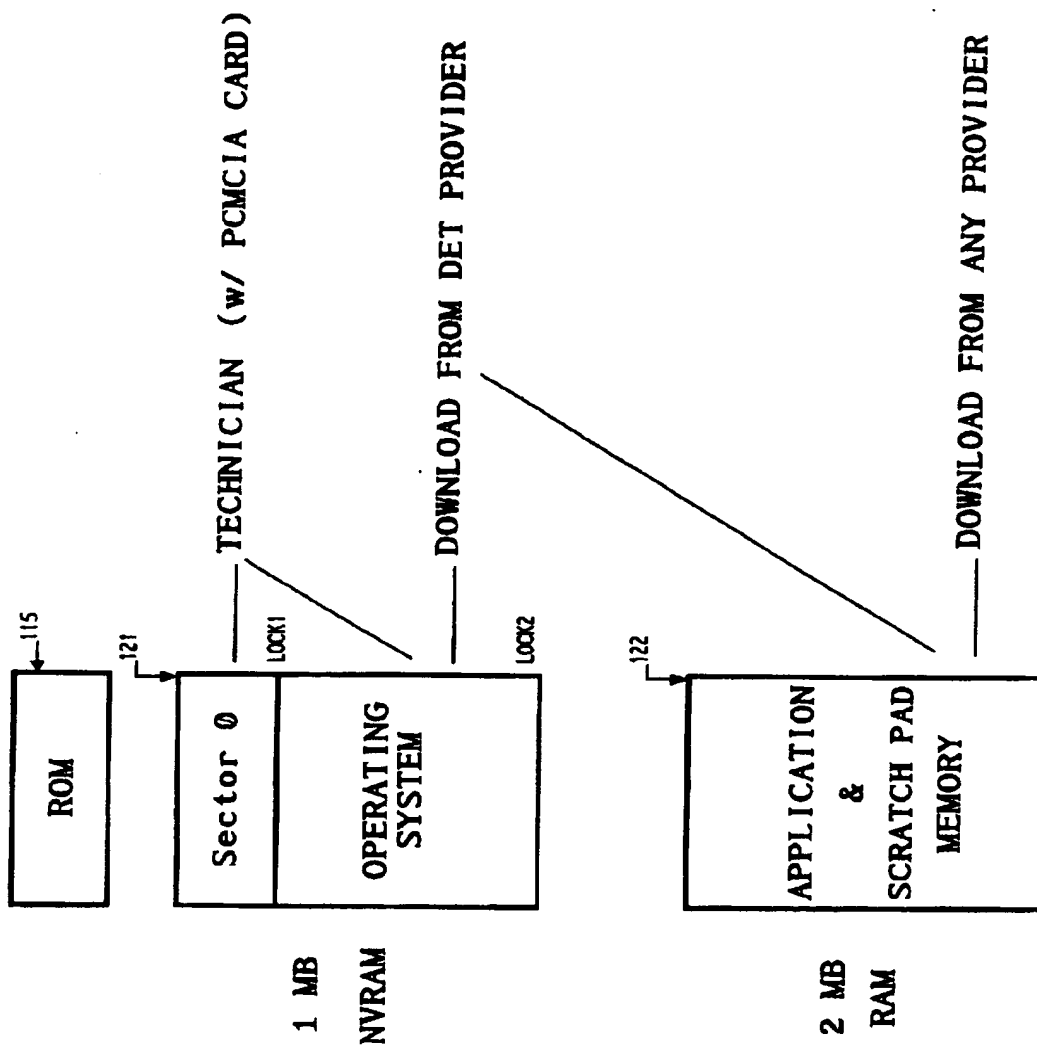 ROM
115
121
1 MB
NVRAM
Sector 0
OPERATING
SYSTEM
LOCK1
LOCK2
TECHNICIAN (w/ PCMCIA CARD)
DOWNLOAD FROM DET PROVIDER
122
2 MB
RAM
APPLICATION
&
SCRATCH PAD
MEMORY
DOWNLOAD FROM ANY PROVIDER